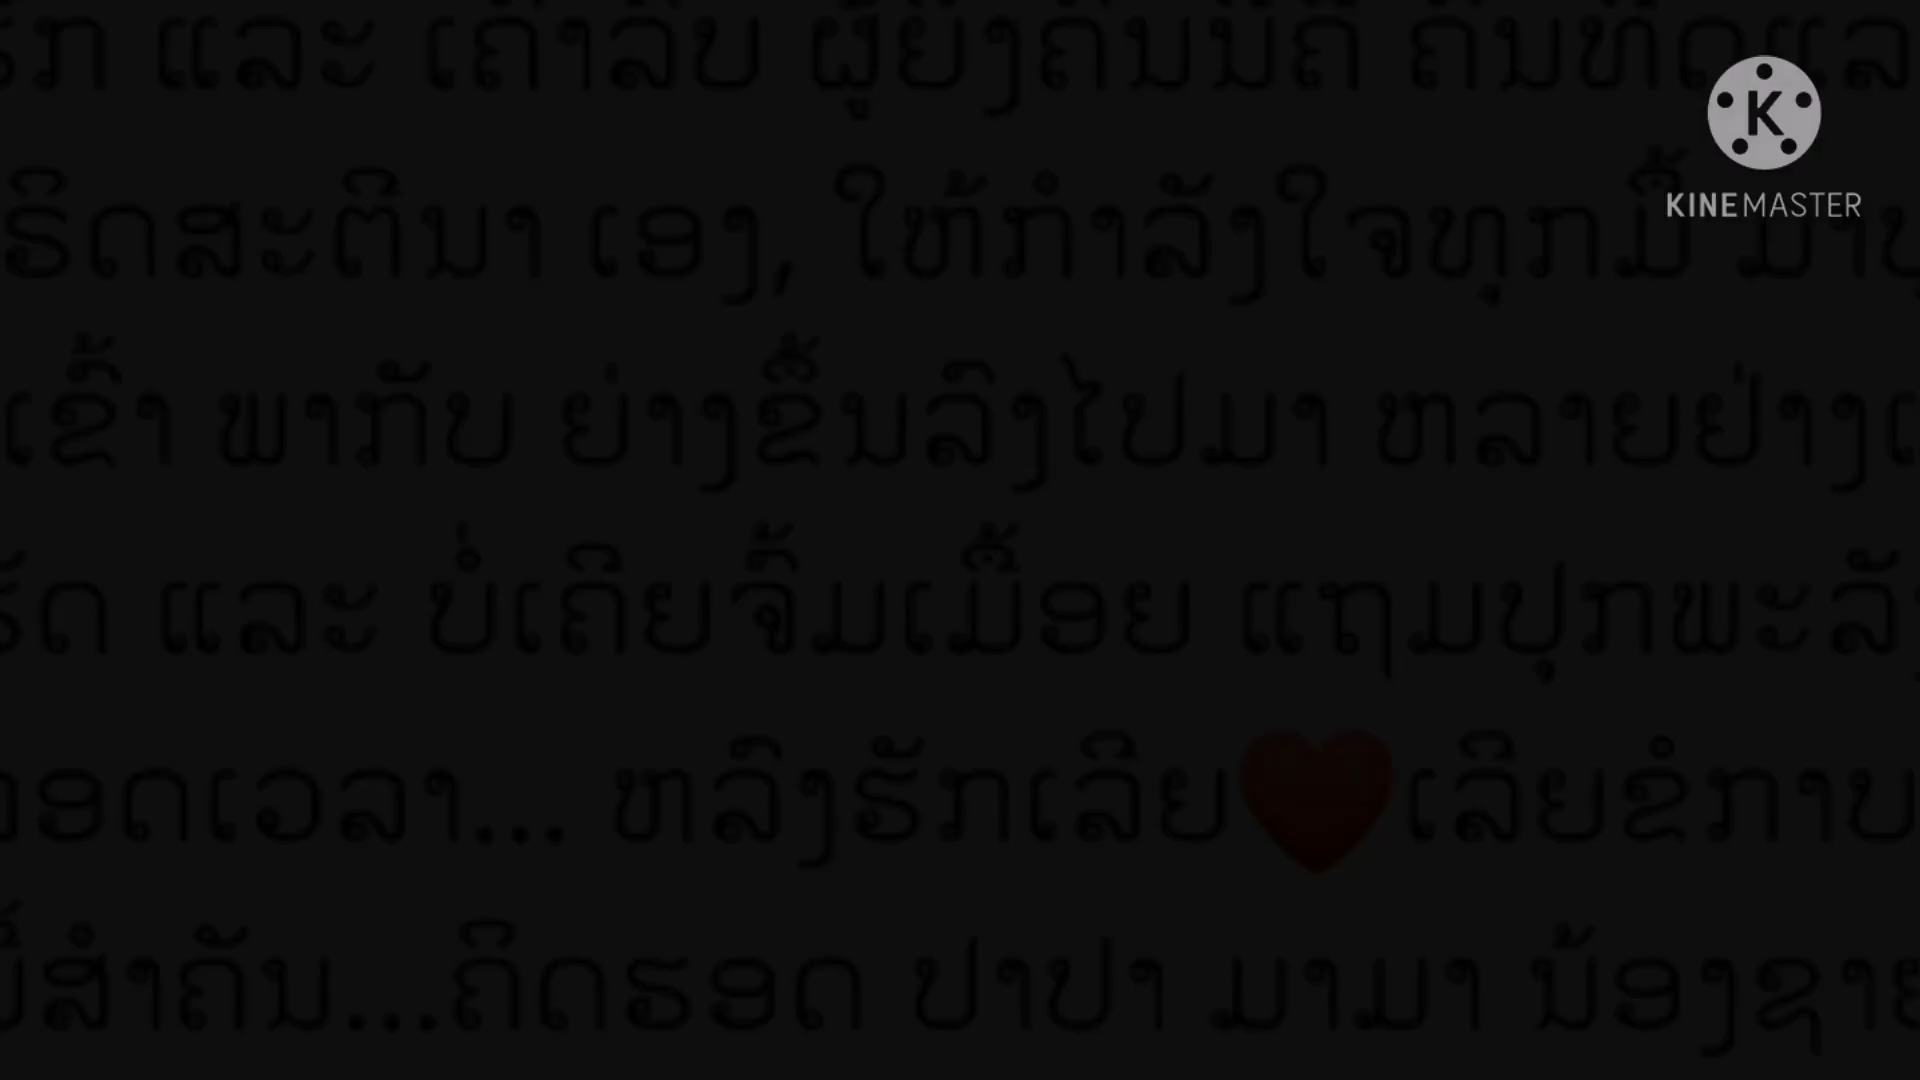 ແລະ ເຄົາລົບ ຜູ້ຍິ່ງຄົນນີ້ຄື
KINEMASTER
ຣິດສະຕີນາ ເອງ, ໃຫ້ກຳລັງໃຈທຸກມື້
ເຂົ້າ ພາກັບ ຍ່າງຂຶ້ນລົງໄປມາ ຫລາຍຢ່າງ
ແລະ ບໍ່ເຄີຍຈົ້ມເມື້ອຍ ແຖມປຸກພະລັ
ອດເວລາ... ຫລົງຮັກເລີຍ❤️ເລີຍຂໍກາບ
ສຳຄັນ...ຄິດຮອດ ປາປາ ມາມາ ນ້ອງຊາຍ